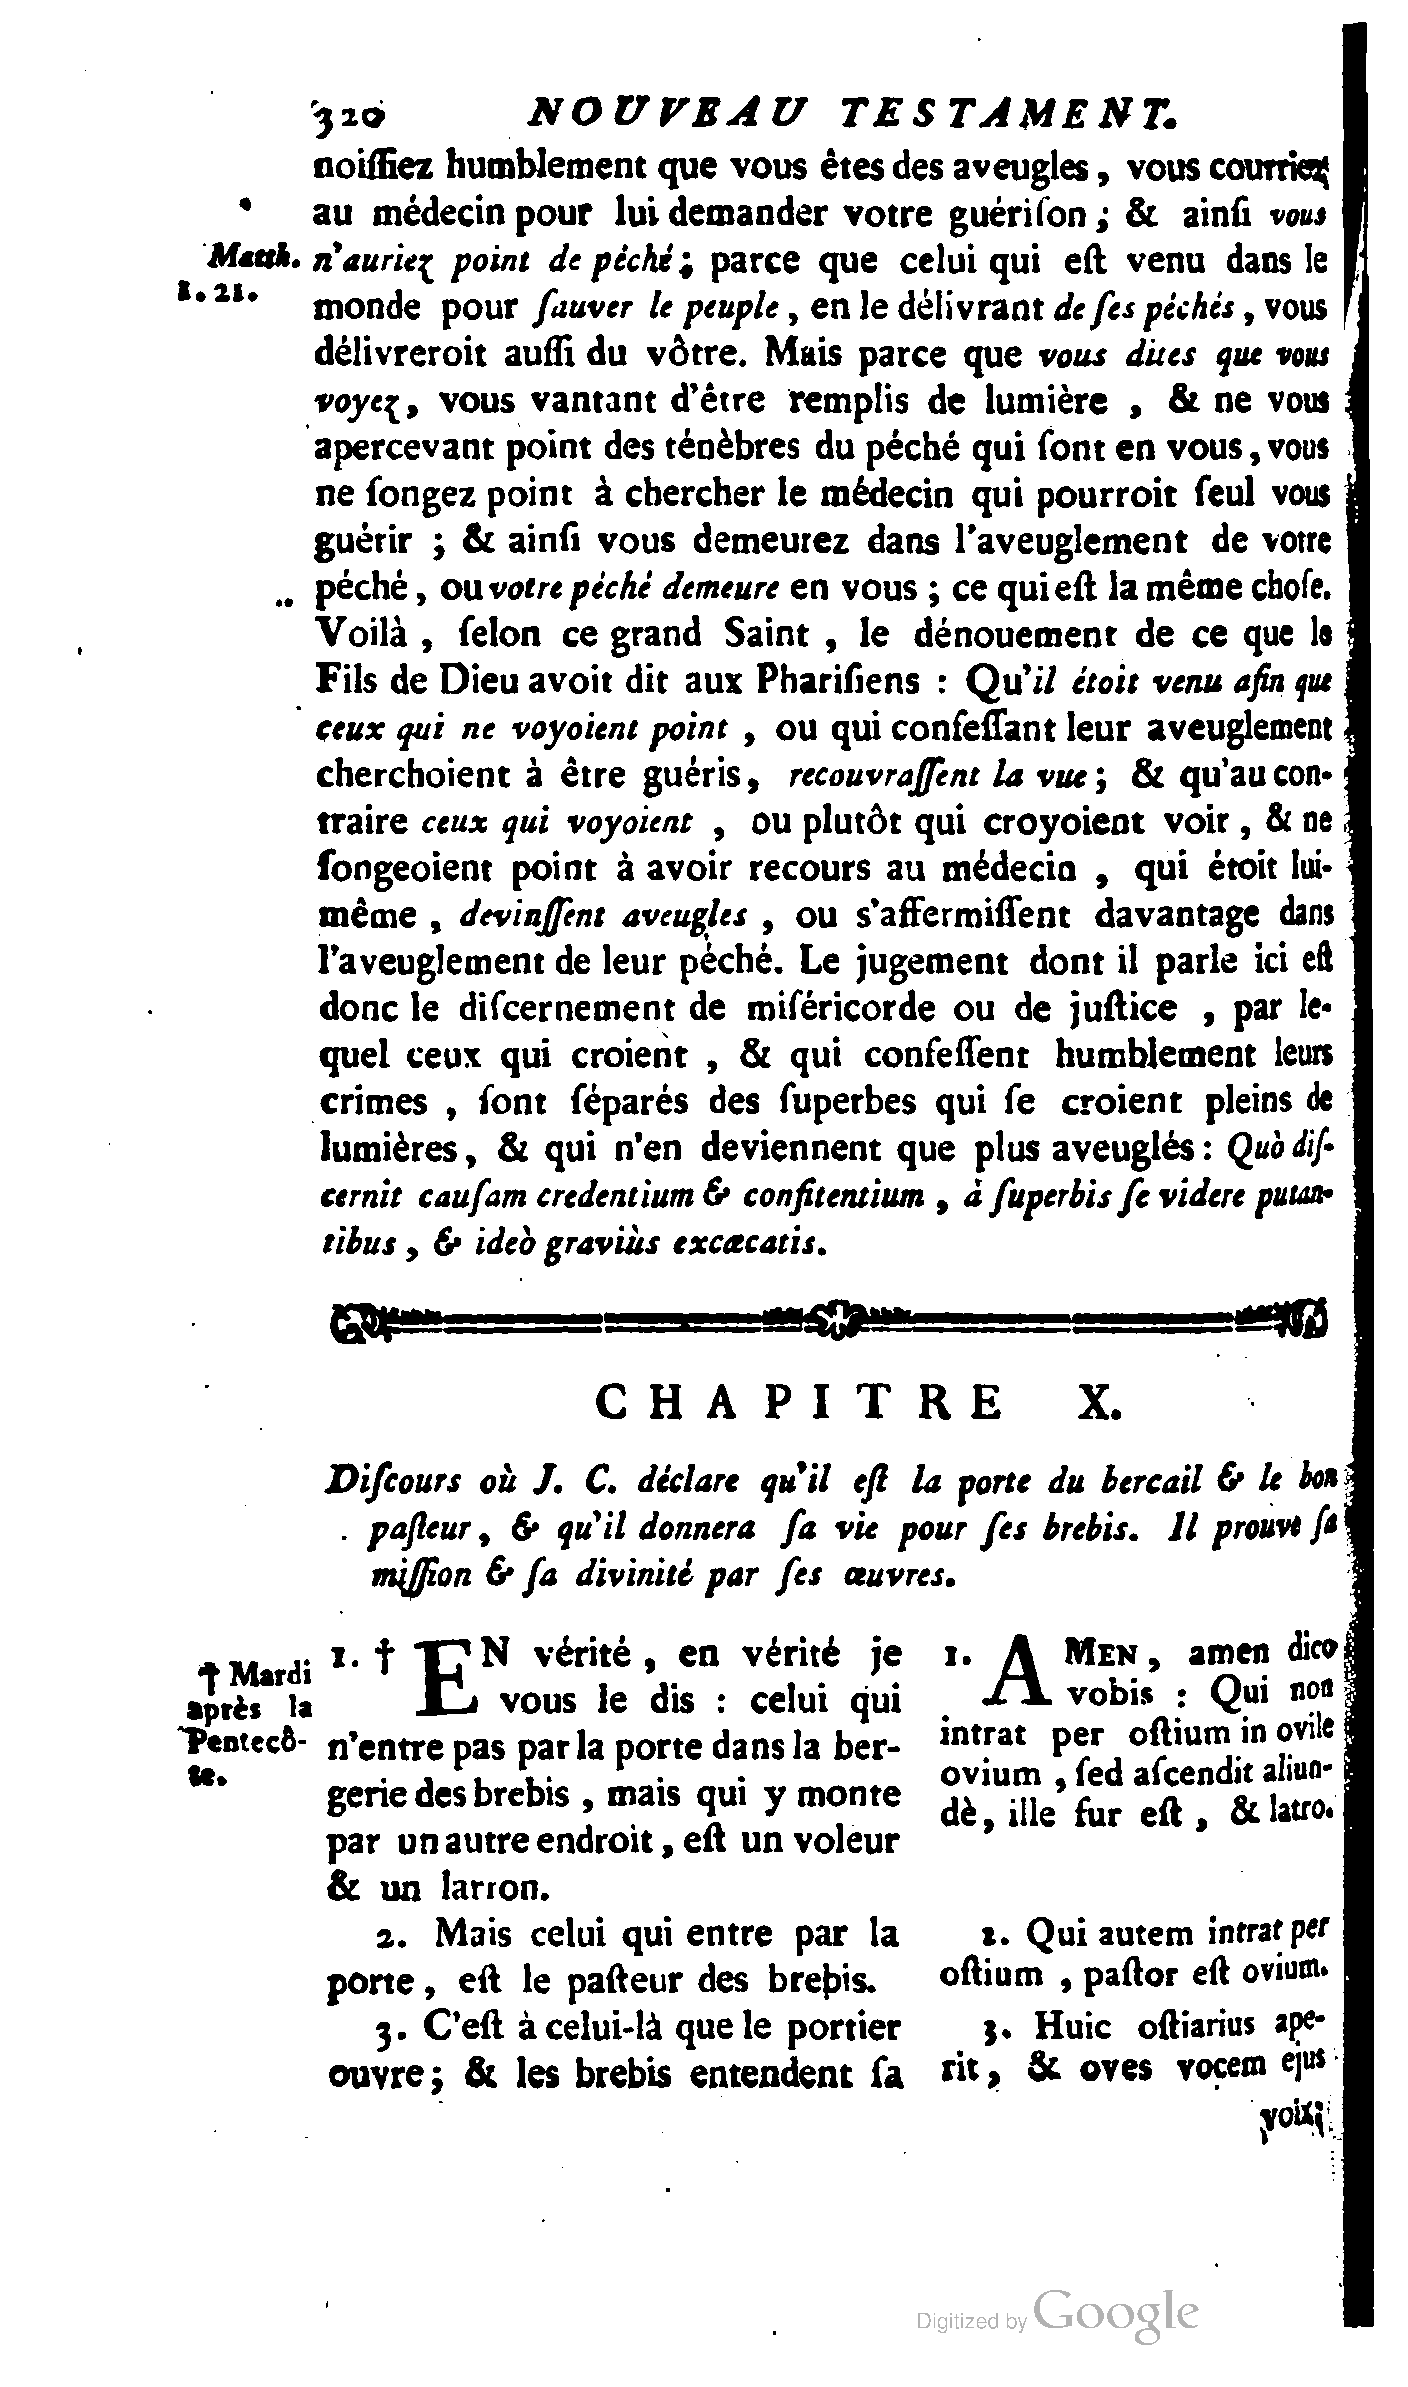 320 NOUVEAU TESTAMENT.
noiſſiez humblement que vous êtes des aveugles, vous courriez
au médecin pour lui demander votre guériſon; & ainſi vous
Matth.
1. 21.
n'auriez point de péché; parce que celui qui eſt venu dans le
monde pour ſauver le peuple, en le délivrant de ſes péchés, vous
délivreroit auſſi du vôtre. Mais parce que vous dites que vous
voyez, vous vantant d'être remplis de lumière, & ne vous
apercevant point des ténèbres du péché qui ſont en vous, vous
ne ſongez point à chercher le médecin qui pourroit ſeul vous
guérir; & ainſi vous demeurez dans l'aveuglement de votre
péché, ou votre péché demeure en vous; ce qui eſt la même choſe.
Voilà, ſelon ce grand Saint, le dénouement de ce que le
Fils de Dieu avoit dit aux Phariſiens : Qu'il étoit venu afin que
ceux qui ne voyoient point, ou qui confeſſant leur aveuglement
cherchoient à être guéris, recouvraſſent la vue; & qu'au con-
traire ceux qui voyoient, ou plutôt qui croyoient voir, & ne
ſongeoient point à avoir recours au médecin, qui étoit lui-
même, devinſſent aveugles, ou s'affermiſſent davantage dans
l'aveuglement de leur péché. Le jugement dont il parle ici eſt
donc le diſcernement de miſéricorde ou de juſtice, par le-
quel ceux qui croient, & qui confeſſent humblement leurs
crimes, ſont ſéparés des ſuperbes qui ſe croient pleins de
lumières, & qui n'en deviennent que plus aveuglés : Quò diſ-
cernit cauſam credentium & confitentium, à ſuperbis ſe videre putan-
tibus, & ideò graviùs excæcatis.
CHAPITRE X.
Diſcours où J. C. déclare qu'il eſt la porte du bercail & le bon
paſteur, & qu'il donnera ſa vie pour ſes brebis. Il prouve ſa
miſſion & ſa divinité par ſes œuvres.
† Mardi
après la
Pentecô-
te.
1. † EN vérité, en vérité je
vous le dis : celui qui
n'entre pas par la porte dans la ber-
gerie des brebis, mais qui y monte
par un autre endroit, eſt un voleur
& un larron.
2. Mais celui qui entre par la
porte, eſt le paſteur des brebis.
3. C'eſt à celui-là que le portier
ouvre; & les brebis entendent ſa
1. AMEN, amen dico
vobis : Qui non
intrat per oſtium in ovile
ovium, ſed aſcendit aliun-
dè, ille fur eſt, & latro.
2. Qui autem intrat per
oſtium, paſtor eſt ovium.
3. Huic oſtiarius ape-
rit, & oves vocem ejus
voix;
Digitized by Google